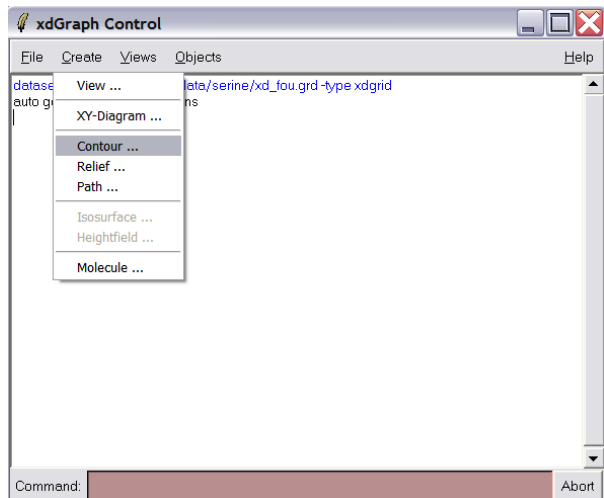 xdGraph Control
File Create Views Objects Help
datase lata/serine/xd_fou.grd -type xdgrid
auto g ns
View ...
XY-Diagram ...
Contour ...
Relief ...
Path ...
Isosurface ...
Heightfield ...
Molecule ...
Command: Abort